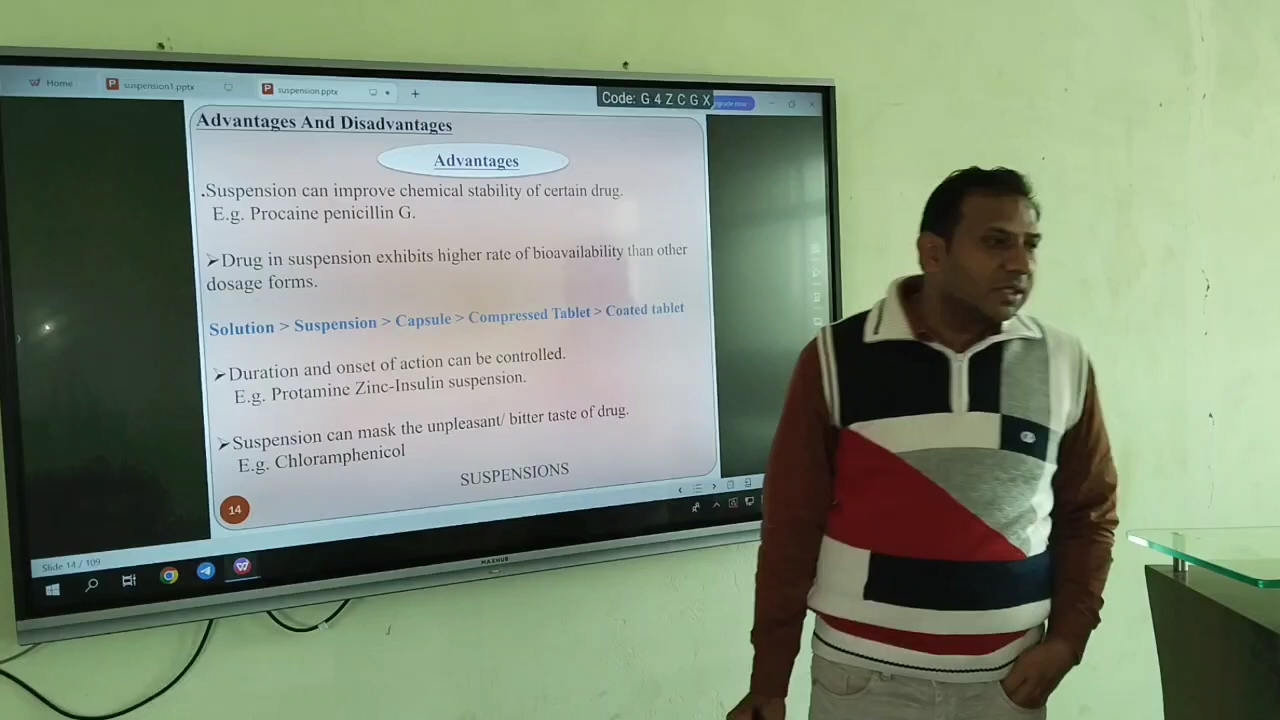 Home
suspension1.pptx
suspension.pptx
Code: G 4 Z C G X
Advantages And Disadvantages
Advantages
.Suspension can improve chemical stability of certain drug.
E.g. Procaine penicillin G.
➢Drug in suspension exhibits higher rate of bioavailability than other
dosage forms.
Solution > Suspension > Capsule > Compressed Tablet > Coated tablet
➢Duration and onset of action can be controlled.
E.g. Protamine Zinc-Insulin suspension.
➢Suspension can mask the unpleasant/ bitter taste of drug.
E.g. Chloramphenicol
SUSPENSIONS
14
Slide 14 / 109
MAXHUB